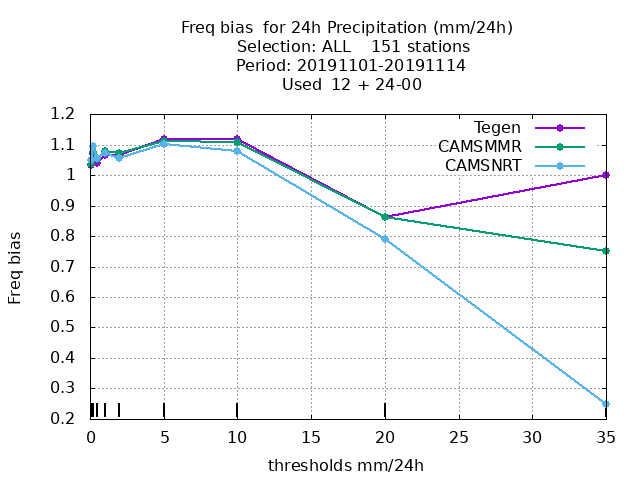 Freq bias  for 24h Precipitation (mm/24h)
Selection: ALL    151 stations
Period: 20191101-20191114
Used  12 + 24-00
Tegen
CAMSMMR
CAMSNRT
1.2
1.1
1
0.9
0.8
0.7
0.6
0.5
0.4
0.3
0.2
Freq bias
0 5 10 15 20 25 30 35
thresholds mm/24h